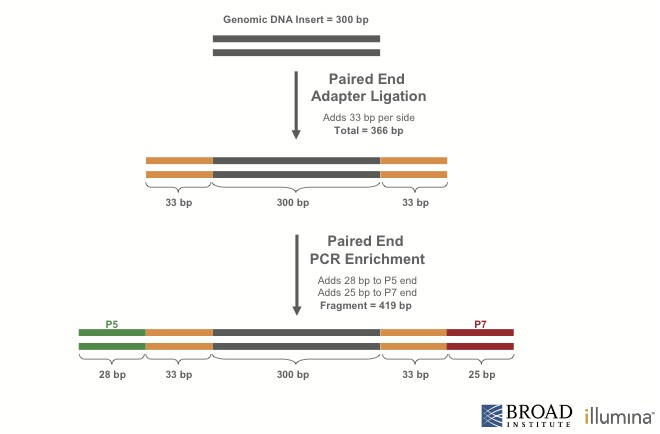 Genomic DNA Insert = 300 bp
Paired End
Adapter Ligation
Adds 33 bp per side
Total = 366 bp
33 bp 300 bp 33 bp
Paired End
PCR Enrichment
Adds 28 bp to P5 end
Adds 25 bp to P7 end
Fragment = 419 bp
P5 P7
28 bp 33 bp 300 bp 33 bp 25 bp
BROAD
INSTITUTE
illumina